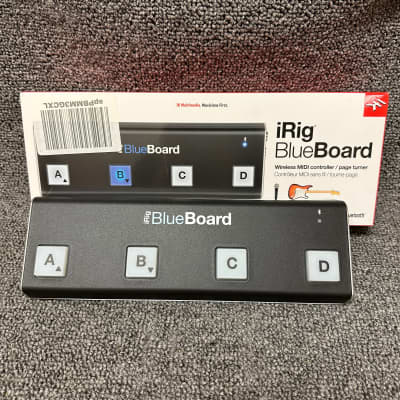 IK Multimedia. Musicians First.
iRig
BlueBoard
Wireless MIDI controller / page turner
Contrôleur MIDI sans fil / tourne page
BlueBoard
A
B
C
D
Bluetooth
iRig BlueBoard
A
B
C
D